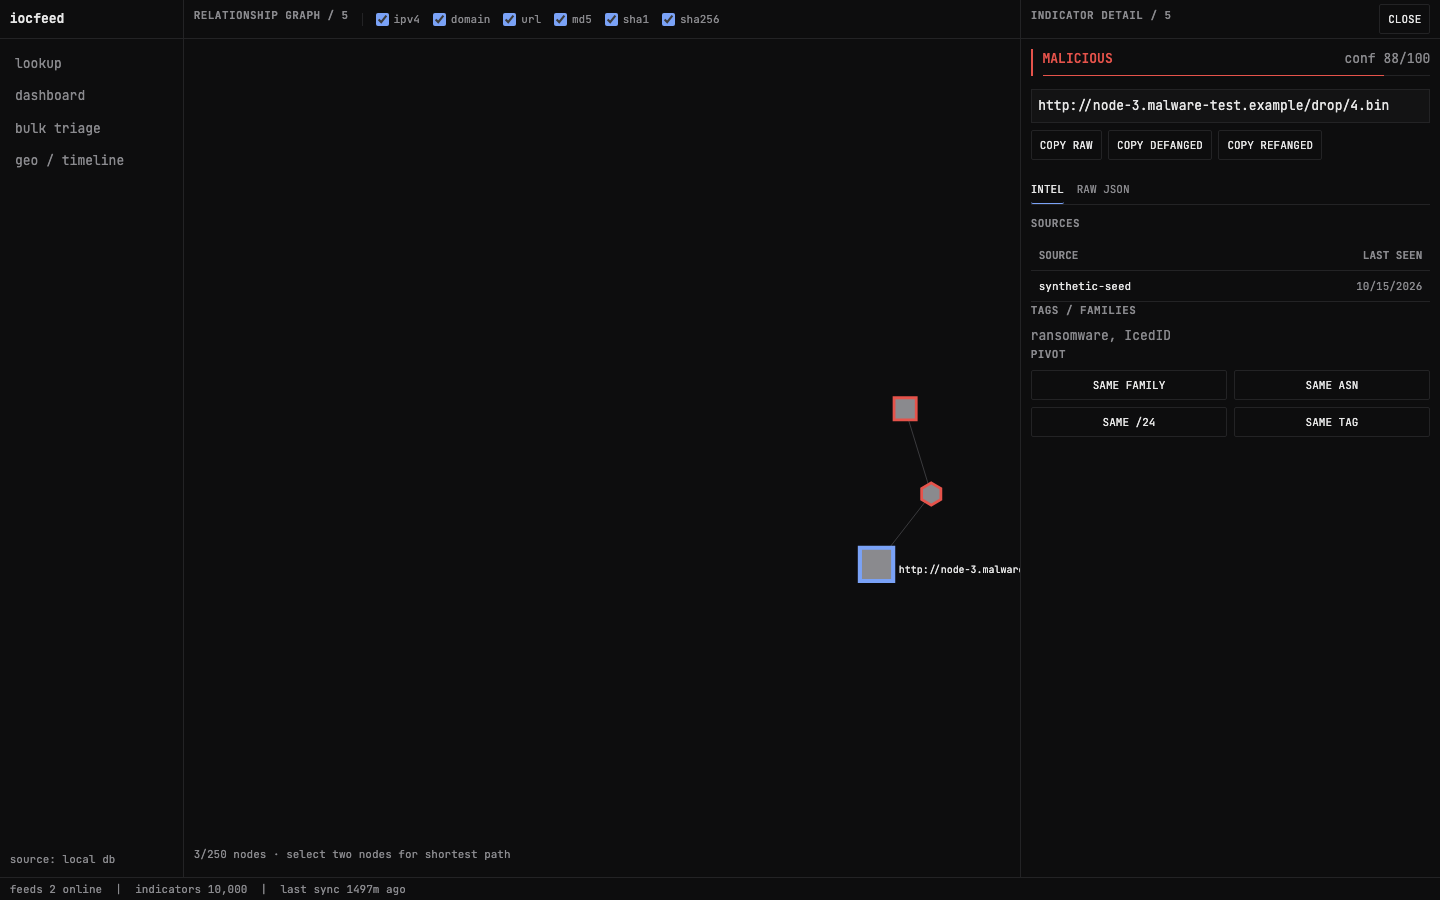 iocfeed
lookup
dashboard
bulk triage
geo / timeline
source: local db
RELATIONSHIP GRAPH / 5
ipv4 domain url md5 sha1 sha256
http://node-3.malware
3/250 nodes · select two nodes for shortest path
INDICATOR DETAIL / 5
CLOSE
MALICIOUS conf 88/100
http://node-3.malware-test.example/drop/4.bin
COPY RAW COPY DEFANGED COPY REFANGED
INTEL RAW JSON
SOURCES
SOURCE LAST SEEN
synthetic-seed 10/15/2026
TAGS / FAMILIES
ransomware, IcedID
PIVOT
SAME FAMILY SAME ASN
SAME /24 SAME TAG
feeds 2 online | indicators 10,000 | last sync 1497m ago